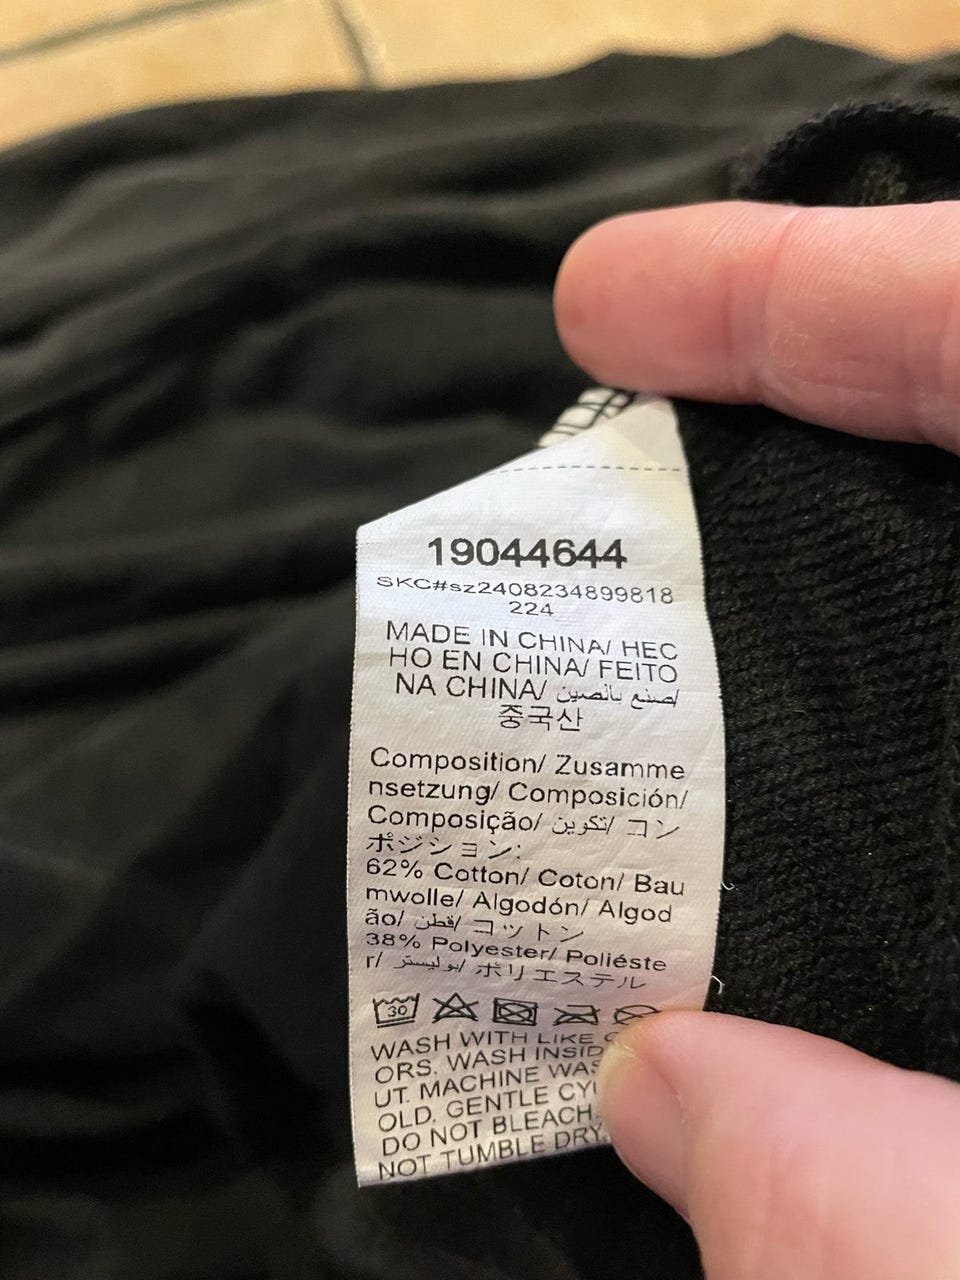 19044644
SKC#sz2408234899818
224
MADE IN CHINA/ HEC
HO EN CHINA/ FEITO
NA CHINA/ صنع بالصين/
중국산
Composition/ Zusamme
nsetzung/ Composición/
Composição/ تكوين/ コン
ポジション:
62% Cotton/ Coton/ Bau
mwolle/ Algodón/ Algod
ão/ قطن/ コットン
38% Polyester/ Poliéste
r/ بوليستر/ ポリエステル
30
WASH WITH LIKE
ORS. WASH INSID
UT. MACHINE WAS
OLD. GENTLE CY
DO NOT BLEACH.
NOT TUMBLE DRY.